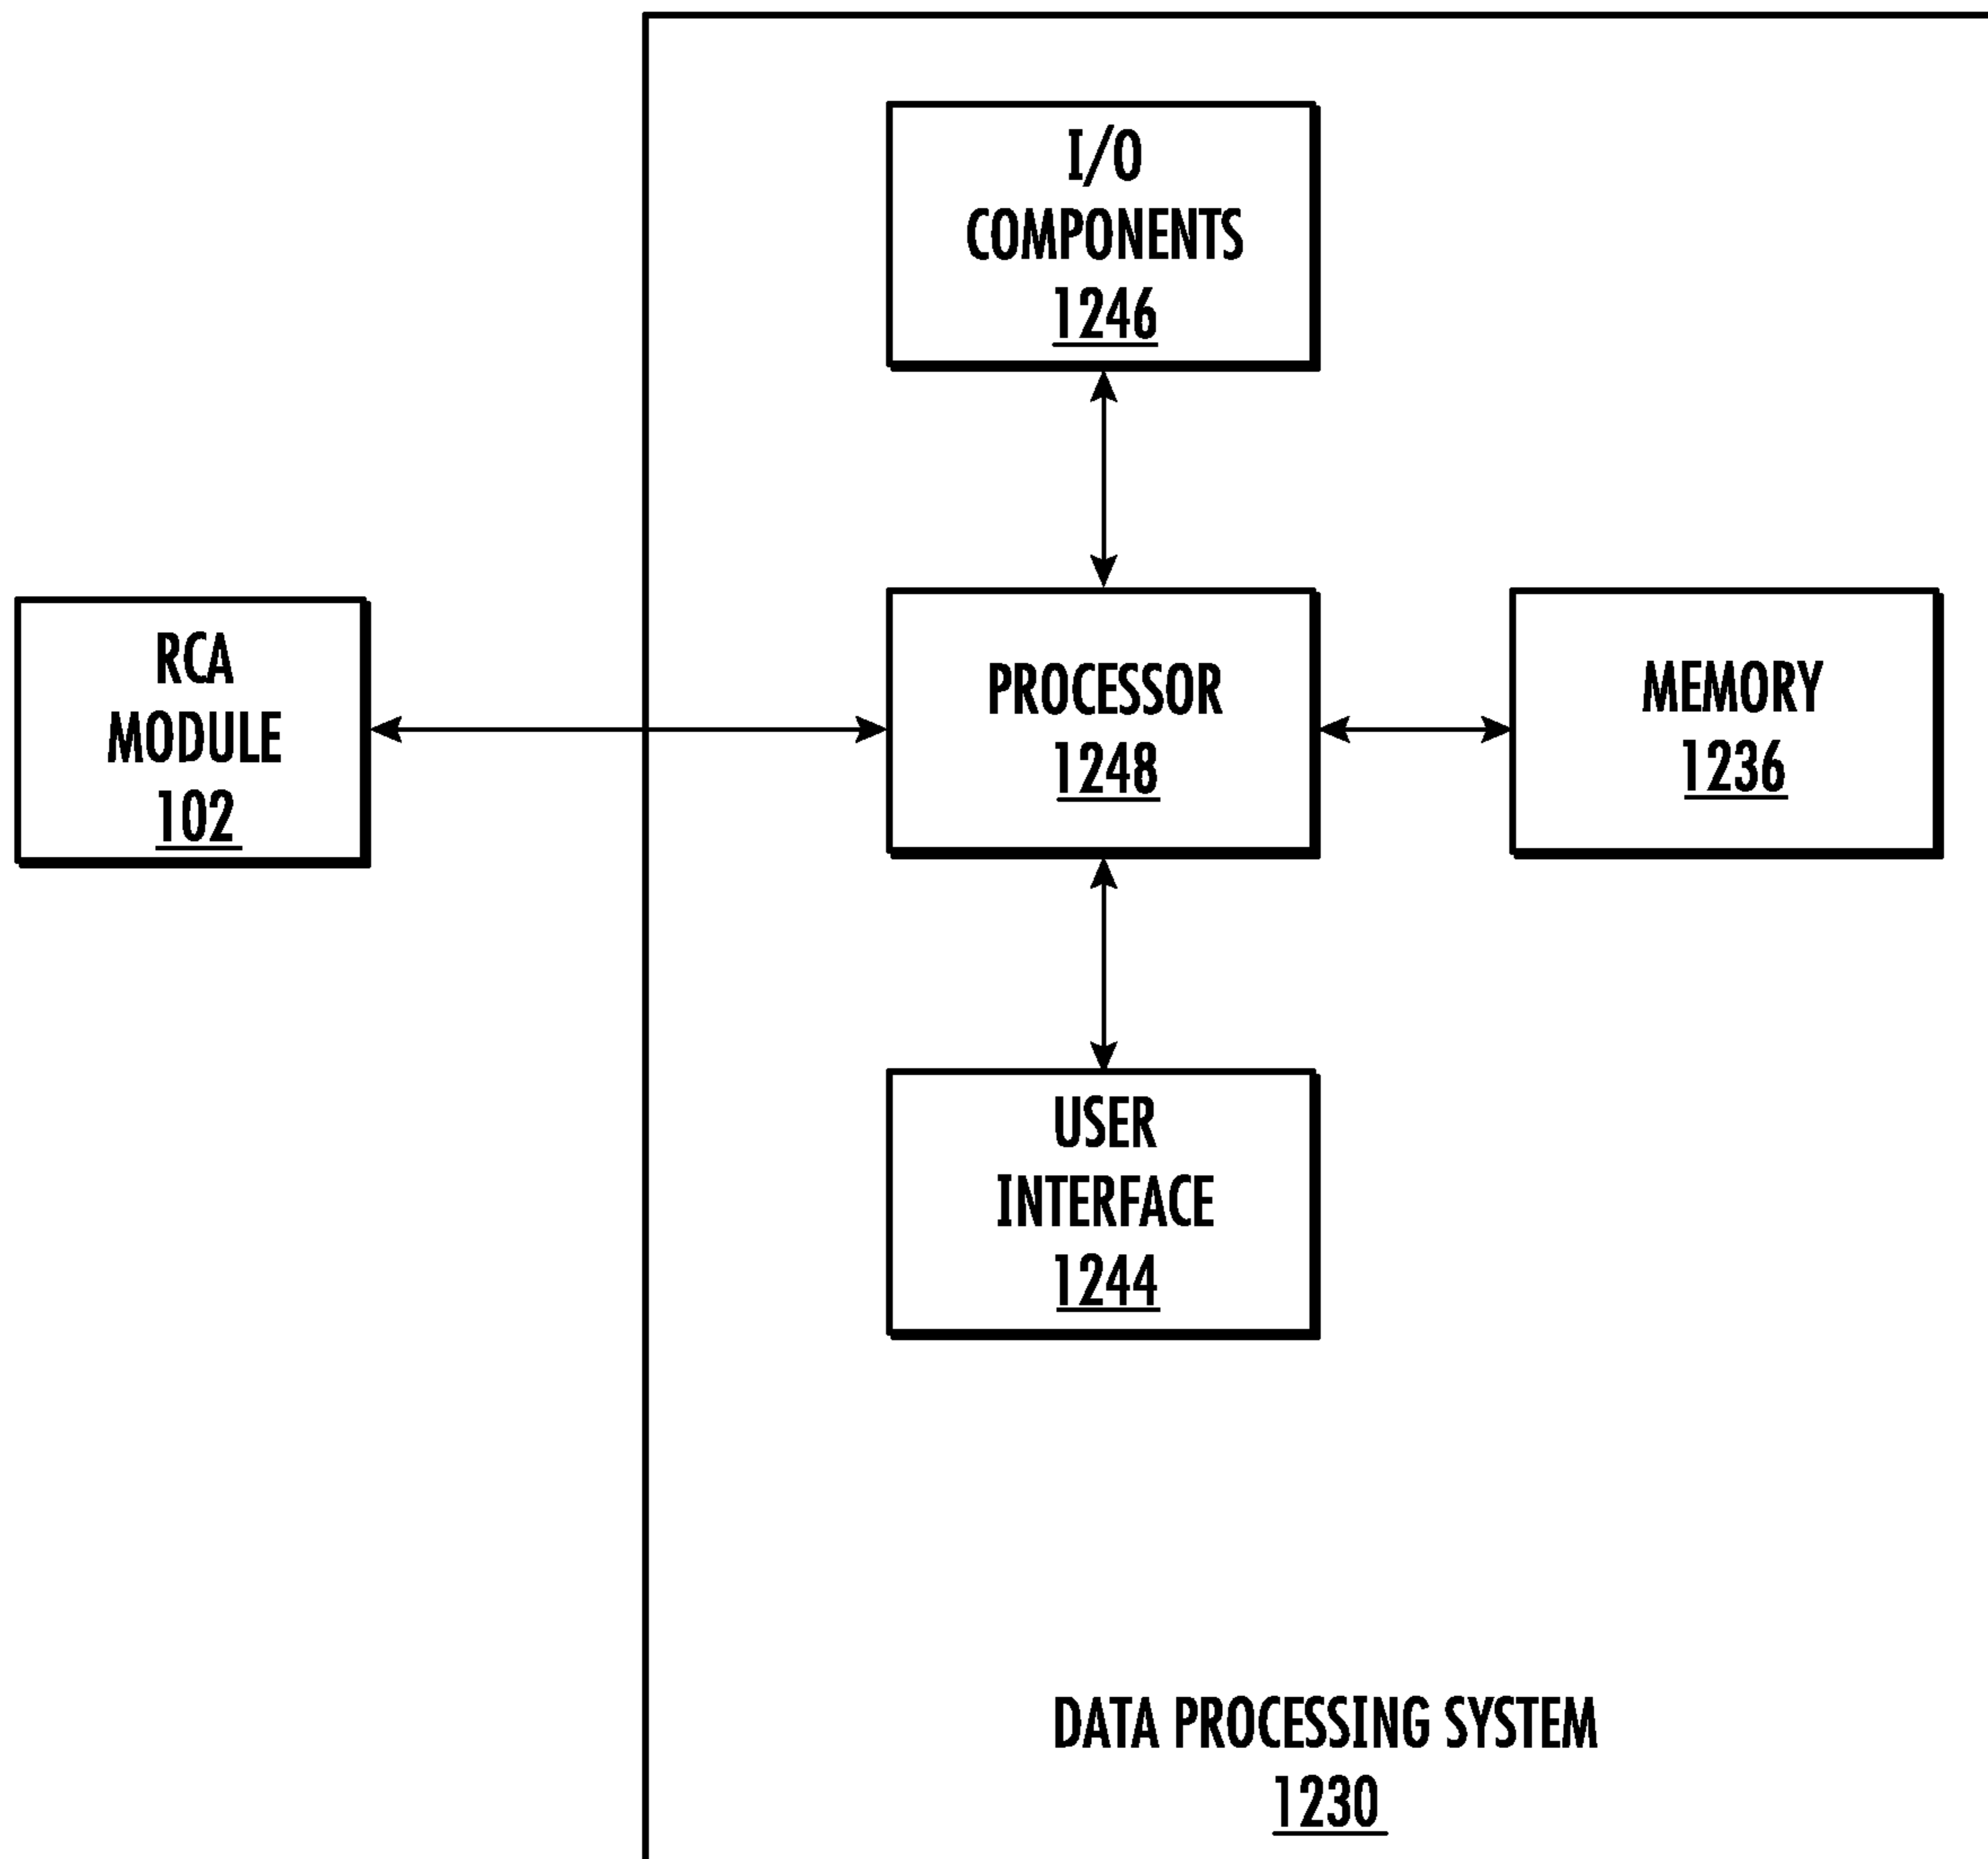 I/O
COMPONENTS
1246
RCA
MODULE
102
PROCESSOR
1248
MEMORY
1236
USER
INTERFACE
1244
DATA PROCESSING SYSTEM
1230